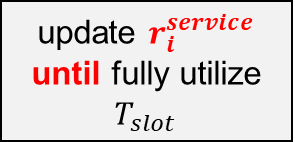 update r_i^service
until fully utilize
T_slot